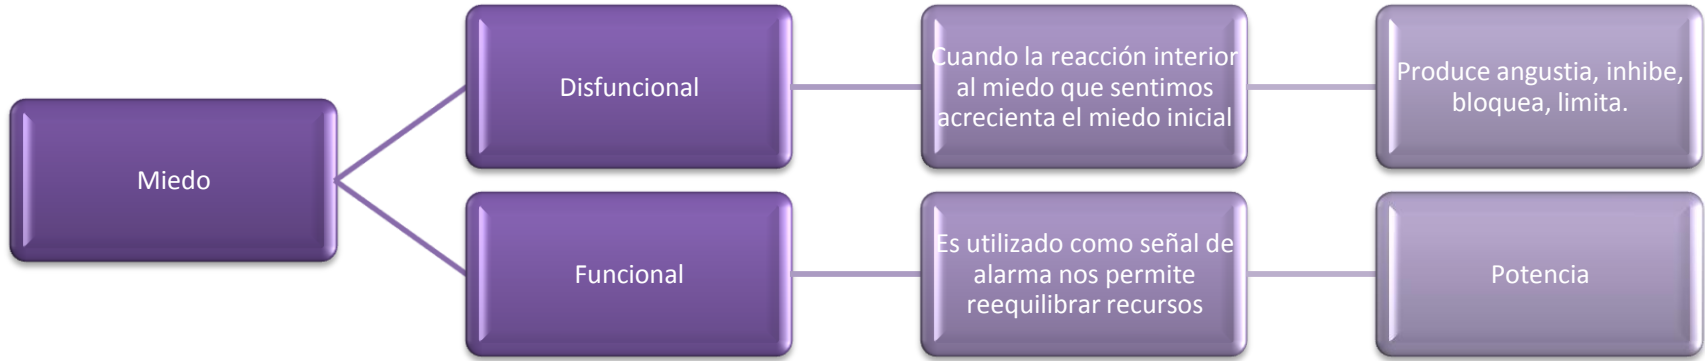 Miedo
Disfuncional
Cuando la reacción interior
al miedo que sentimos
acrecienta el miedo inicial
Produce angustia, inhibe,
bloquea, limita.
Funcional
Es utilizado como señal de
alarma nos permite
reequilibrar recursos
Potencia